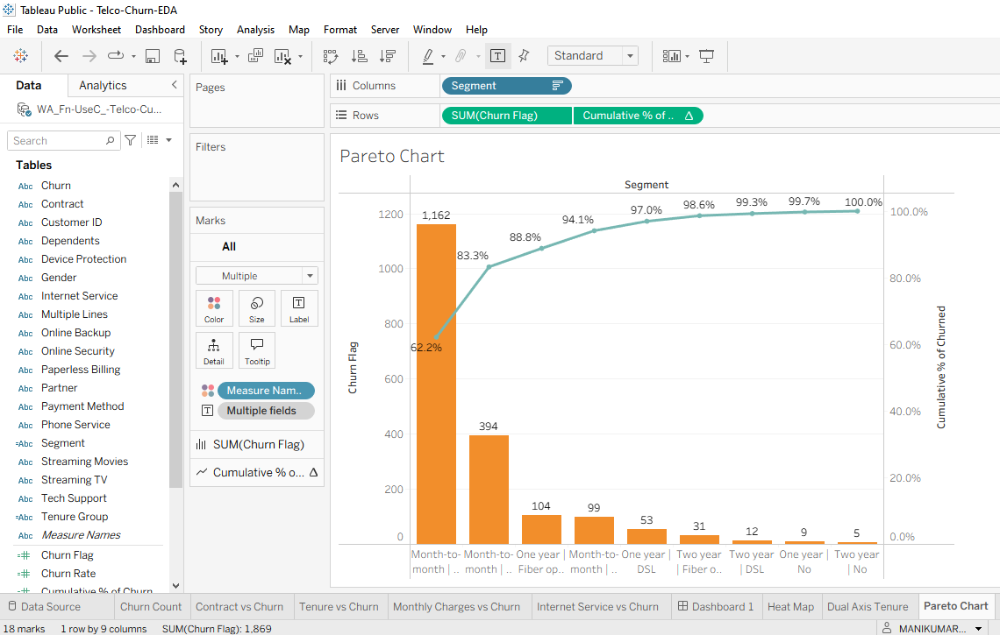 Tableau Public - Telco-Churn-EDA
File Data Worksheet Dashboard Story Analysis Map Format Server Window Help
Standard
Data Analytics
WA_Fn-UseC_-Telco-Cu...
Search
Tables
Abc Churn
Abc Contract
Abc Customer ID
Abc Dependents
Abc Device Protection
Abc Gender
Abc Internet Service
Abc Multiple Lines
Abc Online Backup
Abc Online Security
Abc Paperless Billing
Abc Partner
Abc Payment Method
Abc Phone Service
=Abc Segment
Abc Streaming Movies
Abc Streaming TV
Abc Tech Support
=Abc Tenure Group
Abc Measure Names
=# Churn Flag
=# Churn Rate
=# Cumulative % of Churn
Pages
Filters
Marks
All
Multiple
Color Size Label
Detail Tooltip
Measure Nam..
Multiple fields
SUM(Churn Flag)
Cumulative % o... Δ
Columns Segment
Rows SUM(Churn Flag) Cumulative % of .. Δ
Pareto Chart
Segment
1200
1000
800
600
400
200
0
Churn Flag
1,162
394
104
99
53
31
12
9
5
62.2%
83.3%
88.8%
94.1%
97.0%
98.6%
99.3%
99.7%
100.0%
100.0%
80.0%
60.0%
40.0%
20.0%
0.0%
Cumulative % of Churned
Month-to-month | ..
Month-to-month | ..
One year | Fiber op..
Month-to-month | ..
One year | DSL
Two year | Fiber o..
Two year | DSL
One year | No
Two year | No
Data Source Churn Count Contract vs Churn Tenure vs Churn Monthly Charges vs Churn Internet Service vs Churn Dashboard 1 Heat Map Dual Axis Tenure Pareto Chart
18 marks 1 row by 9 columns SUM(Churn Flag): 1,869 MANIKUMAR...